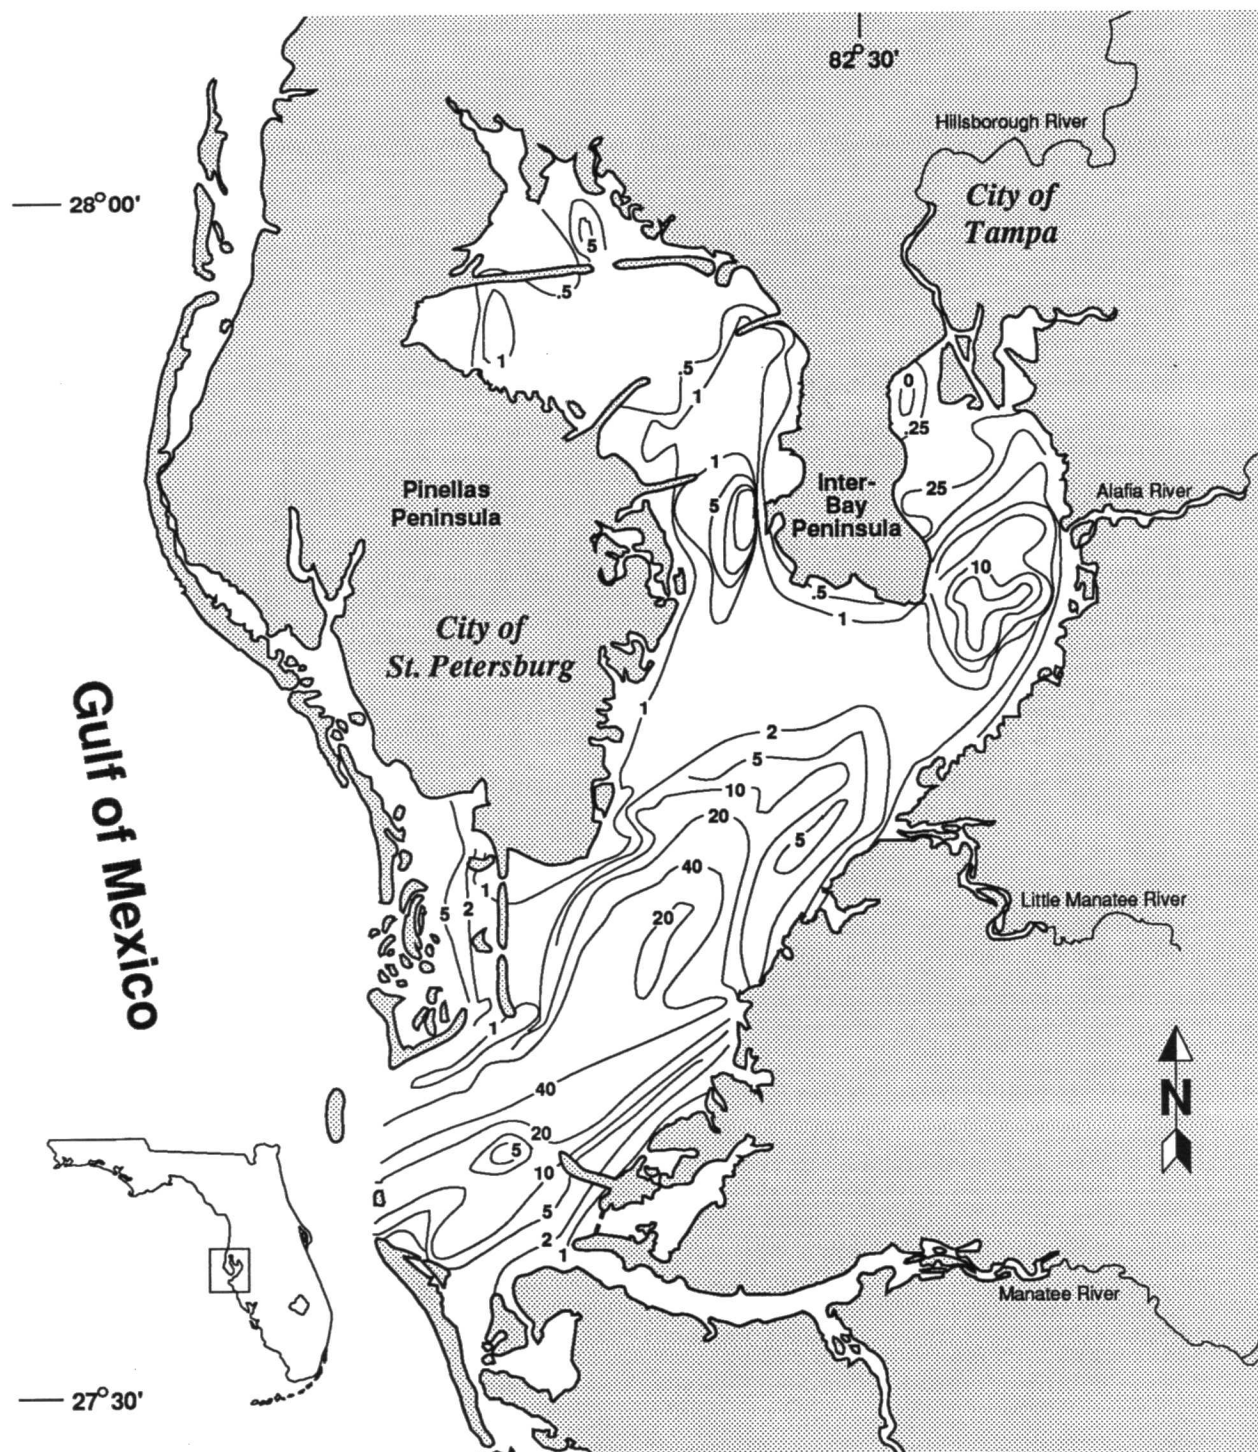 82°30'
Hillsborough River
28°00'
City of
Tampa
5
.5
1
.5
1
0
.25
1
5
25
Pinellas
Peninsula
Inter-
Bay
Peninsula
Alafia River
10
.5
1
City of
St. Petersburg
1
2
5
10
20
5
40
20
5
2
1
Gulf of Mexico
Little Manatee River
1
40
20
5
10
5
2
1
N
Manatee River
27°30'